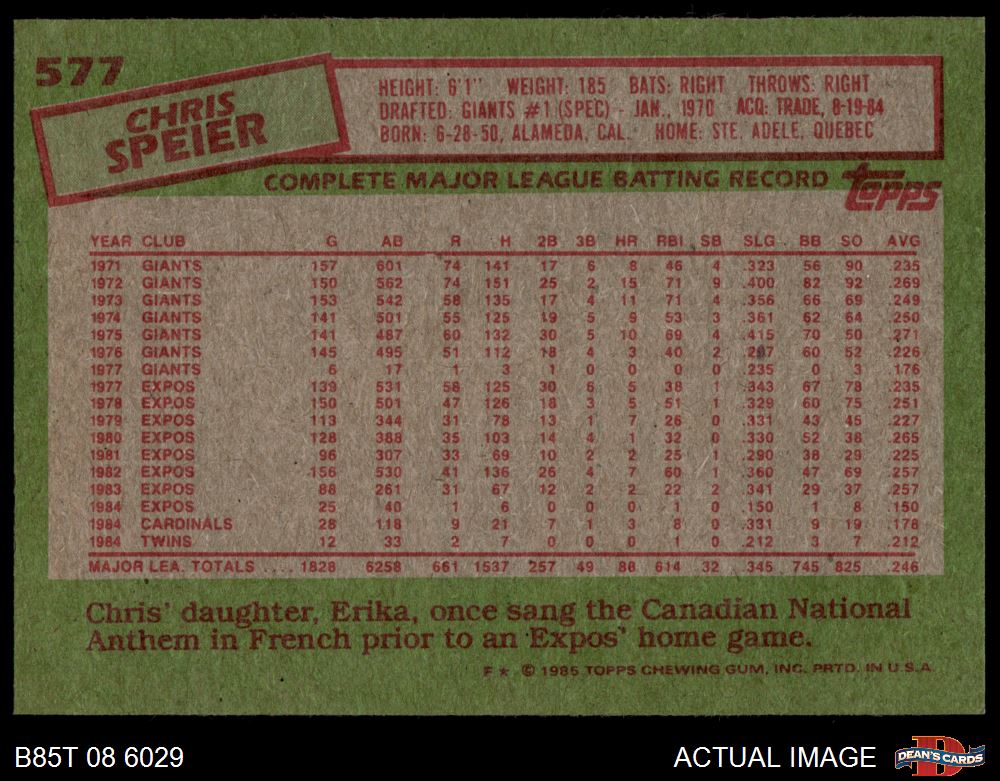 577
CHRIS
SPEIER
HEIGHT: 6'1" WEIGHT: 185 BATS: RIGHT THROWS: RIGHT
DRAFTED: GIANTS #1 (SPEC) - JAN., 1970 ACQ: TRADE, 8-19-84
BORN: 6-28-50, ALAMEDA, CAL. HOME: STE. ADELE, QUEBEC
COMPLETE MAJOR LEAGUE BATTING RECORD topps
YEAR CLUB G AB R H 2B 3B HR RBI SB SLG BB SO AVG
1971 GIANTS 157 601 74 141 17 6 8 46 4 .323 56 90 .235
1972 GIANTS 150 562 74 151 25 2 15 71 9 .400 82 92 .269
1973 GIANTS 153 542 58 135 17 4 11 71 4 .356 66 69 .249
1974 GIANTS 141 501 55 125 19 5 9 53 3 .361 62 64 .250
1975 GIANTS 141 487 60 132 30 5 10 69 4 .415 70 50 .271
1976 GIANTS 145 495 51 112 18 4 3 40 2 .297 60 52 .226
1977 GIANTS 6 17 1 3 1 0 0 0 0 .235 0 3 .176
1977 EXPOS 139 531 58 125 30 6 5 38 1 .343 67 78 .235
1978 EXPOS 150 501 47 126 18 3 5 51 1 .329 60 75 .251
1979 EXPOS 113 344 31 78 13 1 7 26 0 .331 43 45 .227
1980 EXPOS 128 388 35 103 14 4 1 32 0 .330 52 38 .265
1981 EXPOS 96 307 33 69 10 2 2 25 1 .290 38 29 .225
1982 EXPOS 156 530 41 136 26 4 7 60 1 .360 47 69 .257
1983 EXPOS 88 261 31 67 12 2 2 22 2 .341 29 37 .257
1984 EXPOS 25 40 1 6 0 0 0 1 0 .150 1 8 .150
1984 CARDINALS 28 118 9 21 7 1 3 8 0 .331 9 19 .178
1984 TWINS 12 33 2 7 0 0 0 1 0 .212 3 7 .212
MAJOR LEA. TOTALS .... 1828 6258 661 1537 257 49 88 614 32 .345 745 825 .246
Chris' daughter, Erika, once sang the Canadian National
Anthem in French prior to an Expos' home game.
F * © 1985 TOPPS CHEWING GUM, INC. PRTD. IN U.S.A.
B85T 08 6029 ACTUAL IMAGE D DEAN'S CARDS